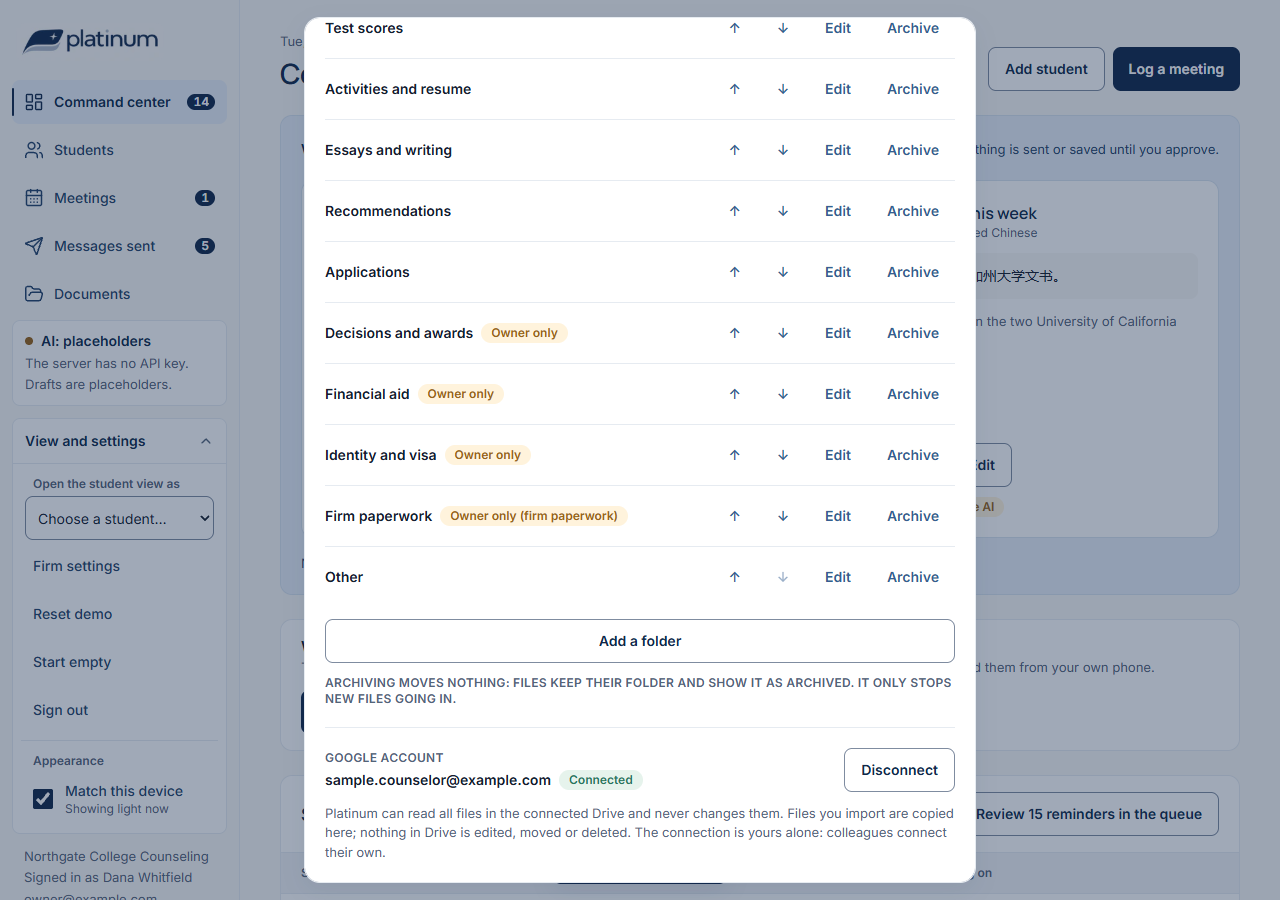 platinum
Command center 14
Students
Meetings 1
Messages sent 5
Documents
AI: placeholders
The server has no API key.
Drafts are placeholders.
View and settings
Open the student view as
Choose a student...
Firm settings
Reset demo
Start empty
Sign out
Appearance
Match this device
Showing light now
Northgate College Counseling
Signed in as Dana Whitfield
owner@example.com
Tue
Add student
Log a meeting
thing is sent or saved until you approve.
this week
Chinese
加州大学文书。
the two University of California
Edit
AI
them from your own phone.
Review 15 reminders in the queue
on
Test scores ↑ ↓ Edit Archive
Activities and resume ↑ ↓ Edit Archive
Essays and writing ↑ ↓ Edit Archive
Recommendations ↑ ↓ Edit Archive
Applications ↑ ↓ Edit Archive
Decisions and awards Owner only ↑ ↓ Edit Archive
Financial aid Owner only ↑ ↓ Edit Archive
Identity and visa Owner only ↑ ↓ Edit Archive
Firm paperwork Owner only (firm paperwork) ↑ ↓ Edit Archive
Other ↑ ↓ Edit Archive
Add a folder
ARCHIVING MOVES NOTHING: FILES KEEP THEIR FOLDER AND SHOW IT AS ARCHIVED. IT ONLY STOPS
NEW FILES GOING IN.
GOOGLE ACCOUNT
sample.counselor@example.com Connected
Disconnect
Platinum can read all files in the connected Drive and never changes them. Files you import are copied
here; nothing in Drive is edited, moved or deleted. The connection is yours alone: colleagues connect
their own.